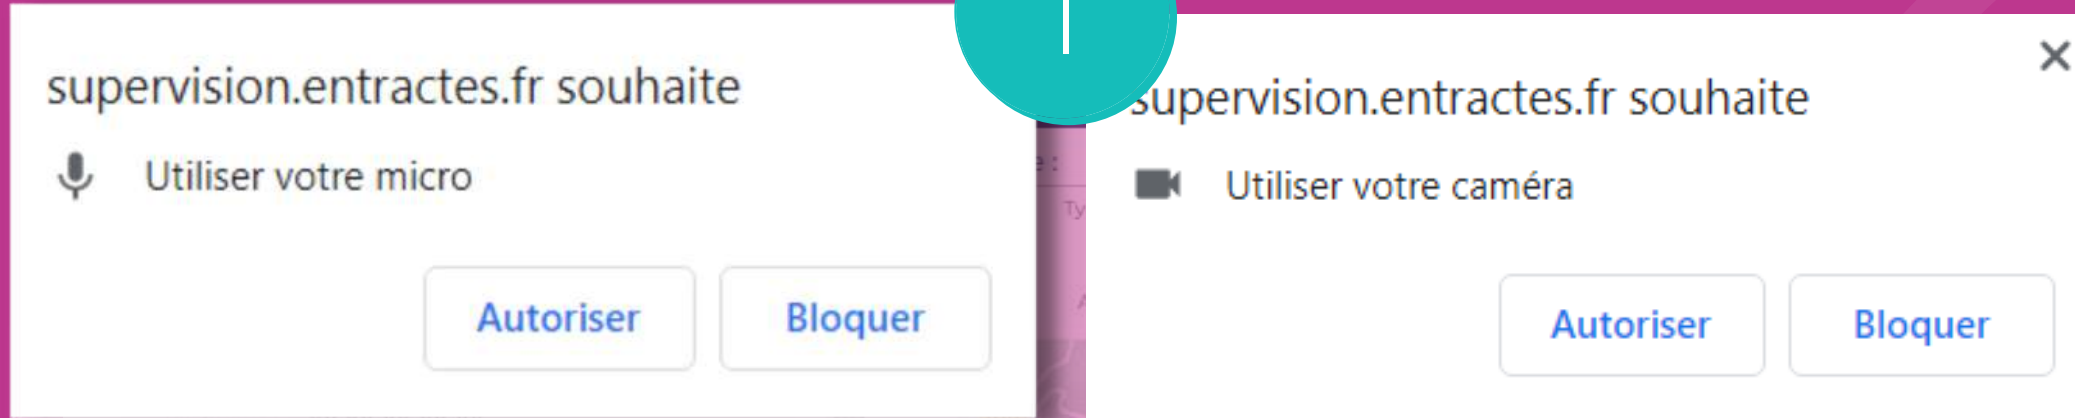 supervision.entractes.fr souhaite
Utiliser votre micro
Autoriser
Bloquer
supervision.entractes.fr souhaite
Utiliser votre caméra
Autoriser
Bloquer